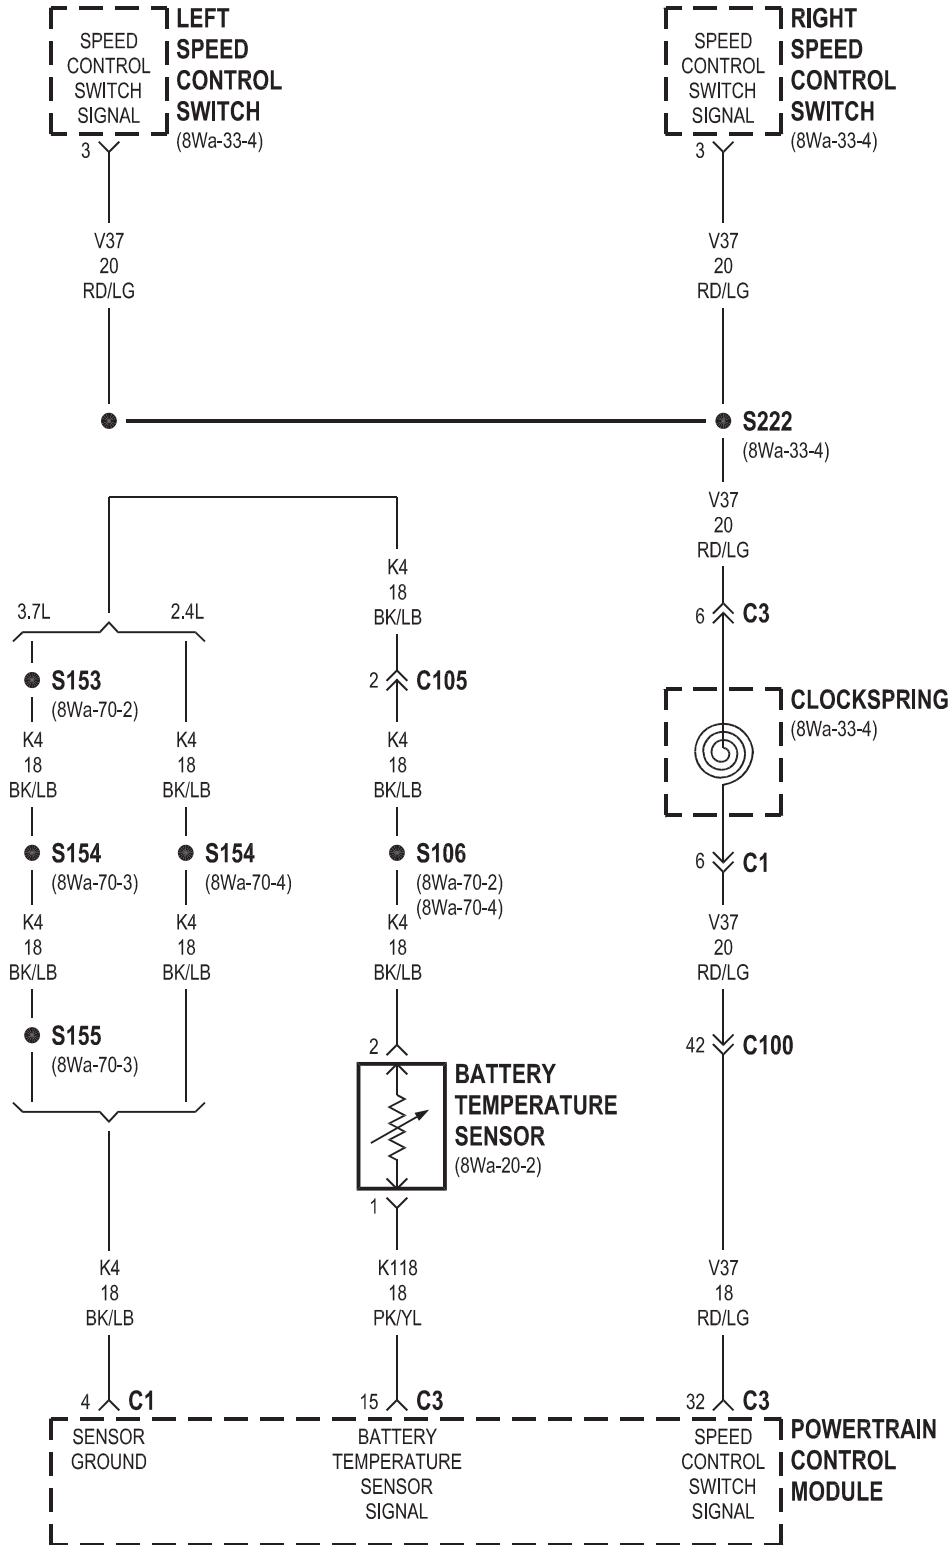 SPEED
CONTROL
SWITCH
SIGNAL
LEFT
SPEED
CONTROL
SWITCH
(8Wa-33-4)
3
V37
20
RD/LG
SPEED
CONTROL
SWITCH
SIGNAL
RIGHT
SPEED
CONTROL
SWITCH
(8Wa-33-4)
3
V37
20
RD/LG
S222
(8Wa-33-4)
V37
20
RD/LG
6 C3
CLOCKSPRING
(8Wa-33-4)
6 C1
V37
20
RD/LG
42 C100
V37
18
RD/LG
32 C3
K4
18
BK/LB
2 C105
K4
18
BK/LB
S106
(8Wa-70-2)
(8Wa-70-4)
K4
18
BK/LB
2
BATTERY
TEMPERATURE
SENSOR
(8Wa-20-2)
1
K118
18
PK/YL
15 C3
3.7L
2.4L
S153
(8Wa-70-2)
K4
18
BK/LB
K4
18
BK/LB
S154
(8Wa-70-3)
S154
(8Wa-70-4)
K4
18
BK/LB
K4
18
BK/LB
S155
(8Wa-70-3)
K4
18
BK/LB
4 C1
SENSOR
GROUND
BATTERY
TEMPERATURE
SENSOR
SIGNAL
SPEED
CONTROL
SWITCH
SIGNAL
POWERTRAIN
CONTROL
MODULE